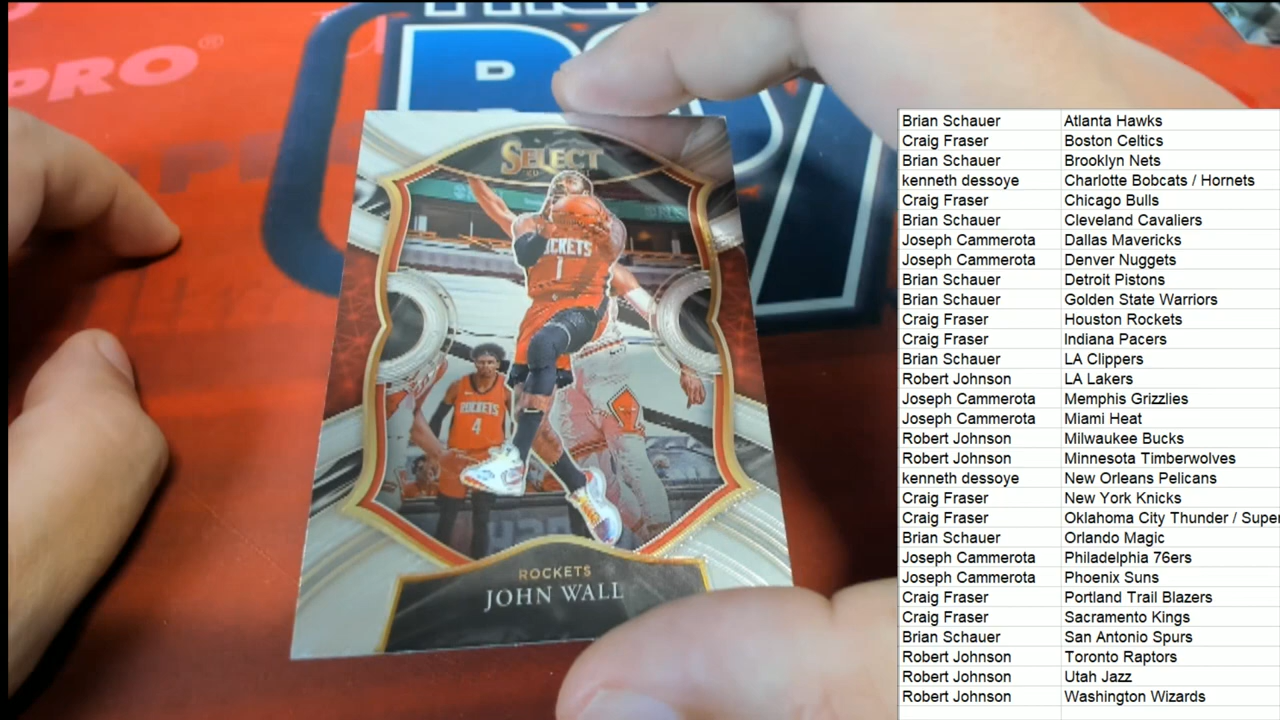 PRO®
SELECT
ROCKETS
1
ROCKETS
4
ROCKETS
JOHN WALL
Brian Schauer Atlanta Hawks
Craig Fraser Boston Celtics
Brian Schauer Brooklyn Nets
kenneth dessoye Charlotte Bobcats / Hornets
Craig Fraser Chicago Bulls
Brian Schauer Cleveland Cavaliers
Joseph Cammerota Dallas Mavericks
Joseph Cammerota Denver Nuggets
Brian Schauer Detroit Pistons
Brian Schauer Golden State Warriors
Craig Fraser Houston Rockets
Craig Fraser Indiana Pacers
Brian Schauer LA Clippers
Robert Johnson LA Lakers
Joseph Cammerota Memphis Grizzlies
Joseph Cammerota Miami Heat
Robert Johnson Milwaukee Bucks
Robert Johnson Minnesota Timberwolves
kenneth dessoye New Orleans Pelicans
Craig Fraser New York Knicks
Craig Fraser Oklahoma City Thunder / Super
Brian Schauer Orlando Magic
Joseph Cammerota Philadelphia 76ers
Joseph Cammerota Phoenix Suns
Craig Fraser Portland Trail Blazers
Craig Fraser Sacramento Kings
Brian Schauer San Antonio Spurs
Robert Johnson Toronto Raptors
Robert Johnson Utah Jazz
Robert Johnson Washington Wizards